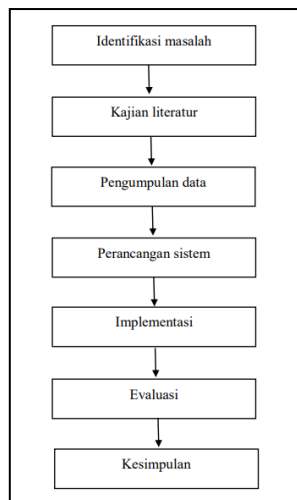 Identifikasi masalah
Kajian literatur
Pengumpulan data
Perancangan sistem
Implementasi
Evaluasi
Kesimpulan